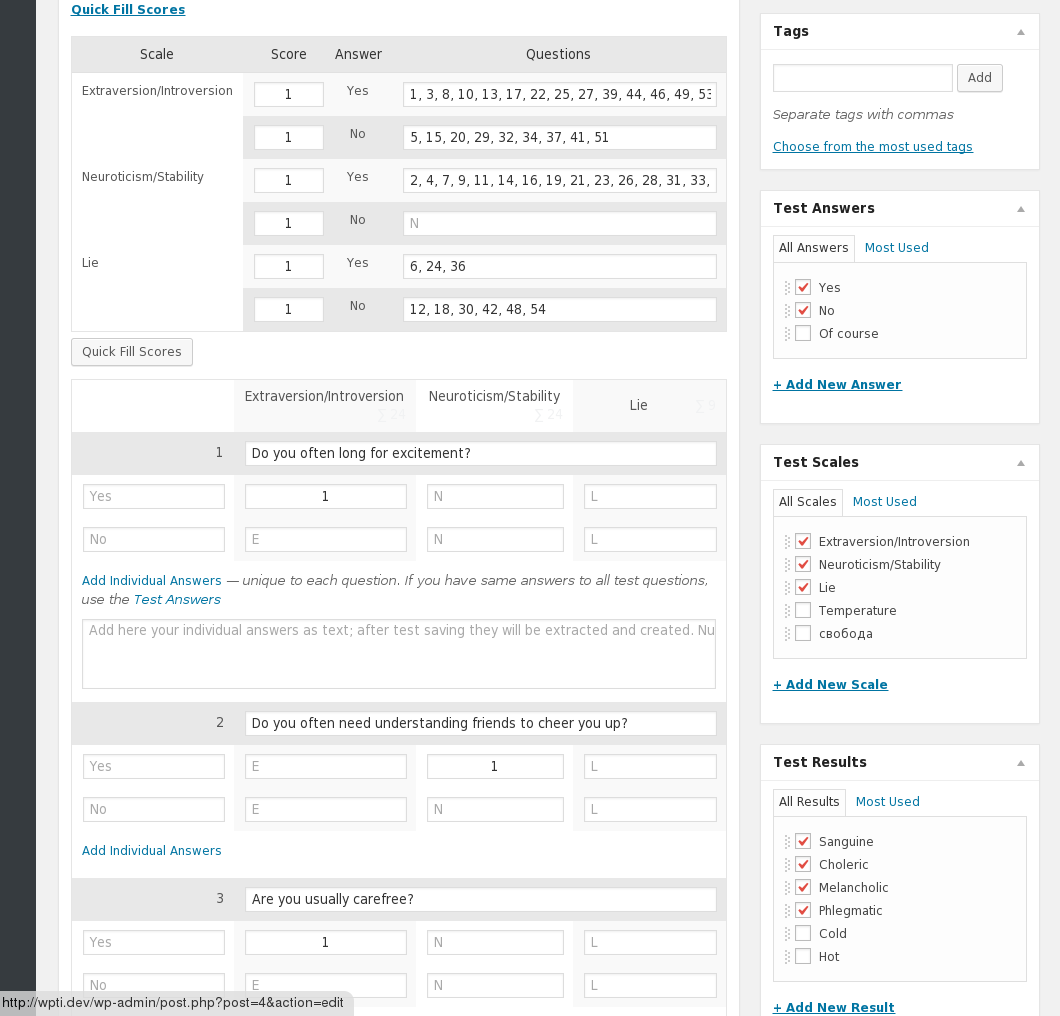 Quick Fill Scores
Scale Score Answer Questions
Extraversion/Introversion 1 Yes 1, 3, 8, 10, 13, 17, 22, 25, 27, 39, 44, 46, 49, 53
1 No 5, 15, 20, 29, 32, 34, 37, 41, 51
Neuroticism/Stability 1 Yes 2, 4, 7, 9, 11, 14, 16, 19, 21, 23, 26, 28, 31, 33,
1 No N
Lie 1 Yes 6, 24, 36
1 No 12, 18, 30, 42, 48, 54
Quick Fill Scores
Extraversion/Introversion Neuroticism/Stability Lie
∑ 24 ∑ 24 ∑ 9
1 Do you often long for excitement?
Yes 1 N L
No E N L
Add Individual Answers — unique to each question. If you have same answers to all test questions,
use the Test Answers
Add here your individual answers as text; after test saving they will be extracted and created. Nu
2 Do you often need understanding friends to cheer you up?
Yes E 1 L
No E N L
Add Individual Answers
3 Are you usually carefree?
Yes 1 N L
No E N L
http://wpti.dev/wp-admin/post.php?post=4&action=edit
Tags
Add
Separate tags with commas
Choose from the most used tags
Test Answers
All Answers Most Used
Yes
No
Of course
+ Add New Answer
Test Scales
All Scales Most Used
Extraversion/Introversion
Neuroticism/Stability
Lie
Temperature
свобода
+ Add New Scale
Test Results
All Results Most Used
Sanguine
Choleric
Melancholic
Phlegmatic
Cold
Hot
+ Add New Result